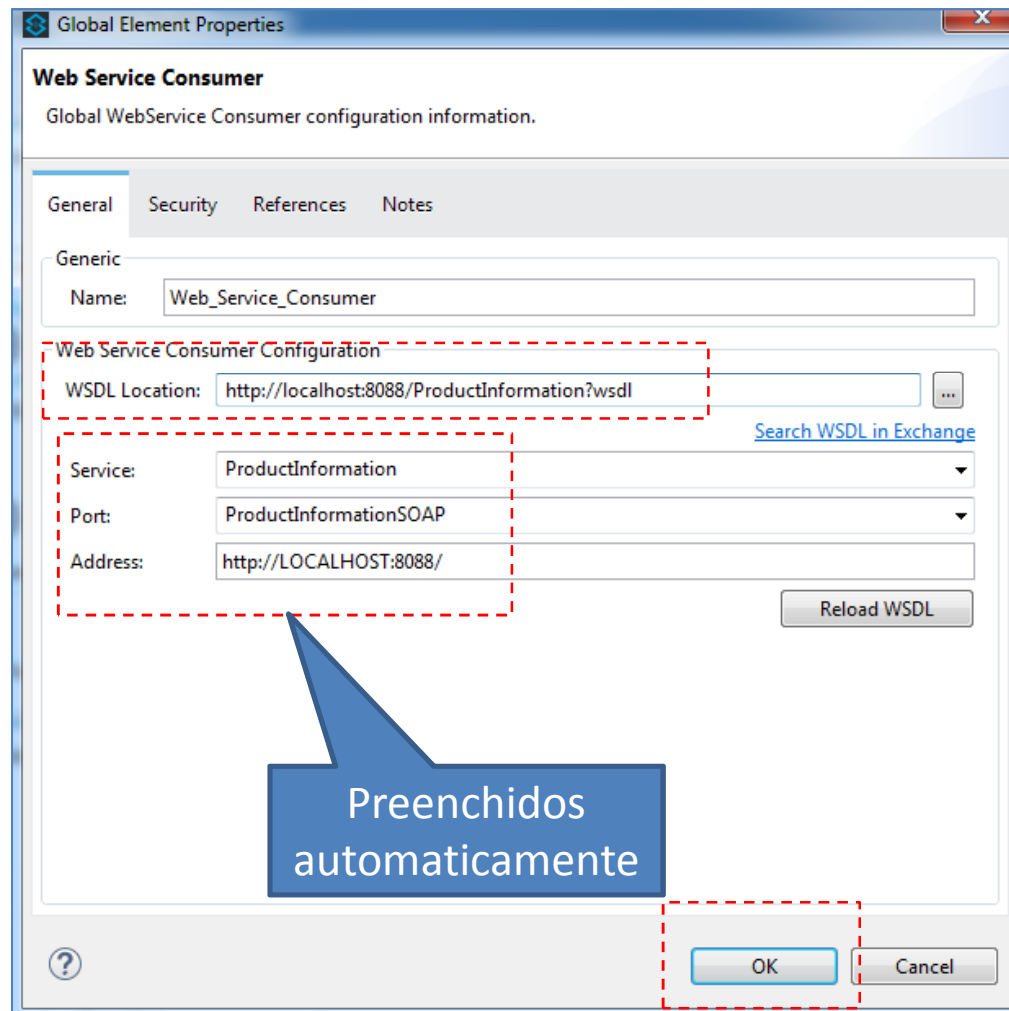 Global Element Properties
Web Service Consumer
Global WebService Consumer configuration information.
General Security References Notes
Generic
Name: Web_Service_Consumer
Web Service Consumer Configuration
WSDL Location: http://localhost:8088/ProductInformation?wsdl ...
Search WSDL in Exchange
Service: ProductInformation
Port: ProductInformationSOAP
Address: http://LOCALHOST:8088/
Reload WSDL
Preenchidos
automaticamente
? OK Cancel